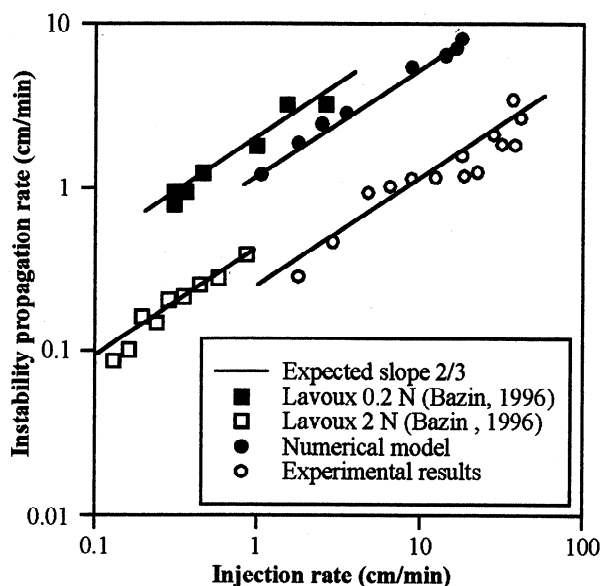 10
1
0.1
0.01
Instability propagation rate (cm/min)
Expected slope 2/3
Lavoux 0.2 N (Bazin, 1996)
Lavoux 2 N (Bazin , 1996)
Numerical model
Experimental results
0.1 1 10 100
Injection rate (cm/min)